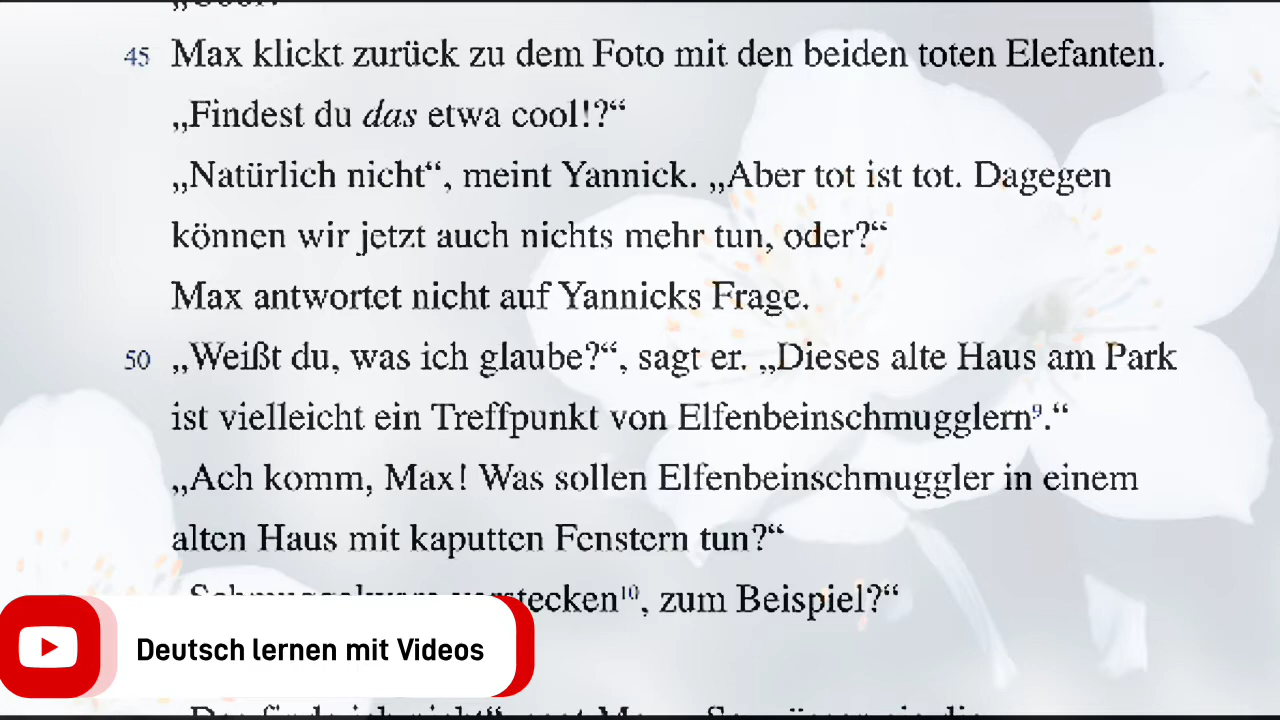 45 Max klickt zurück zu dem Foto mit den beiden toten Elefanten.
„Findest du das etwa cool!?“
„Natürlich nicht“, meint Yannick. „Aber tot ist tot. Dagegen
können wir jetzt auch nichts mehr tun, oder?“
Max antwortet nicht auf Yannicks Frage.
50 „Weißt du, was ich glaube?“, sagt er. „Dieses alte Haus am Park
ist vielleicht ein Treffpunkt von Elfenbeinschmugglern⁹.“
„Ach komm, Max! Was sollen Elfenbeinschmuggler in einem
alten Haus mit kaputten Fenstern tun?“
zum Beispiel?“
Deutsch lernen mit Videos